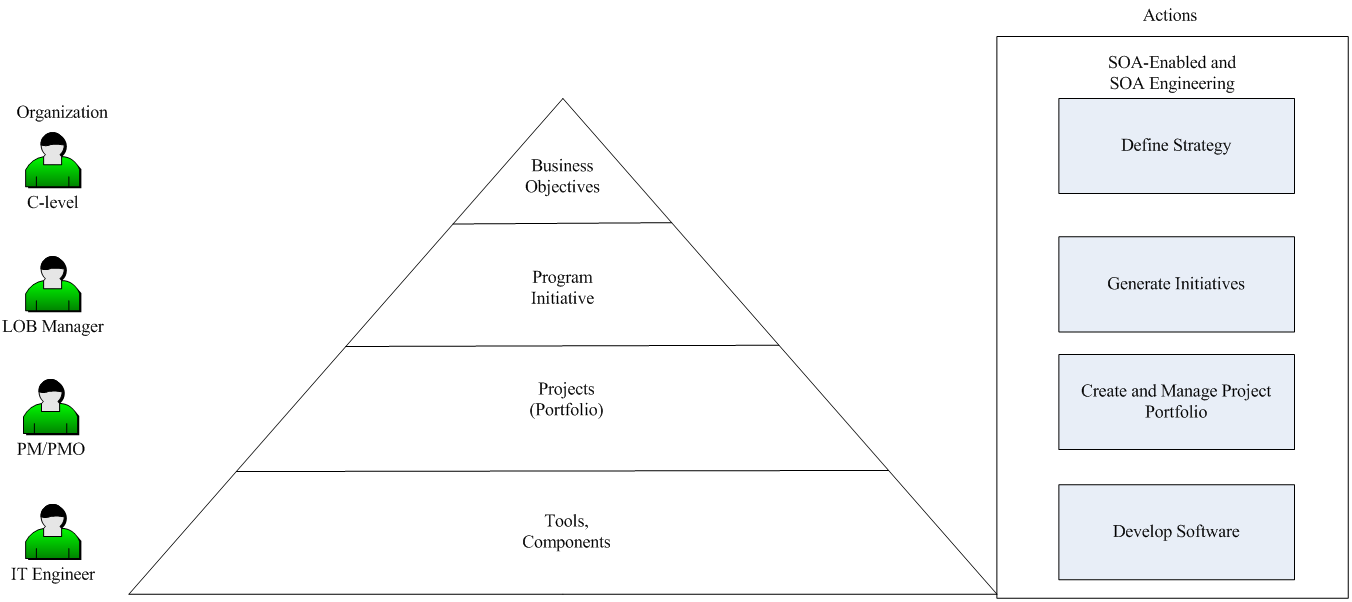 Actions
SOA-Enabled and
SOA Engineering
Organization
C-level
Business
Objectives
Define Strategy
LOB Manager
Program
Initiative
Generate Initiatives
PM/PMO
Projects
(Portfolio)
Create and Manage Project
Portfolio
IT Engineer
Tools,
Components
Develop Software